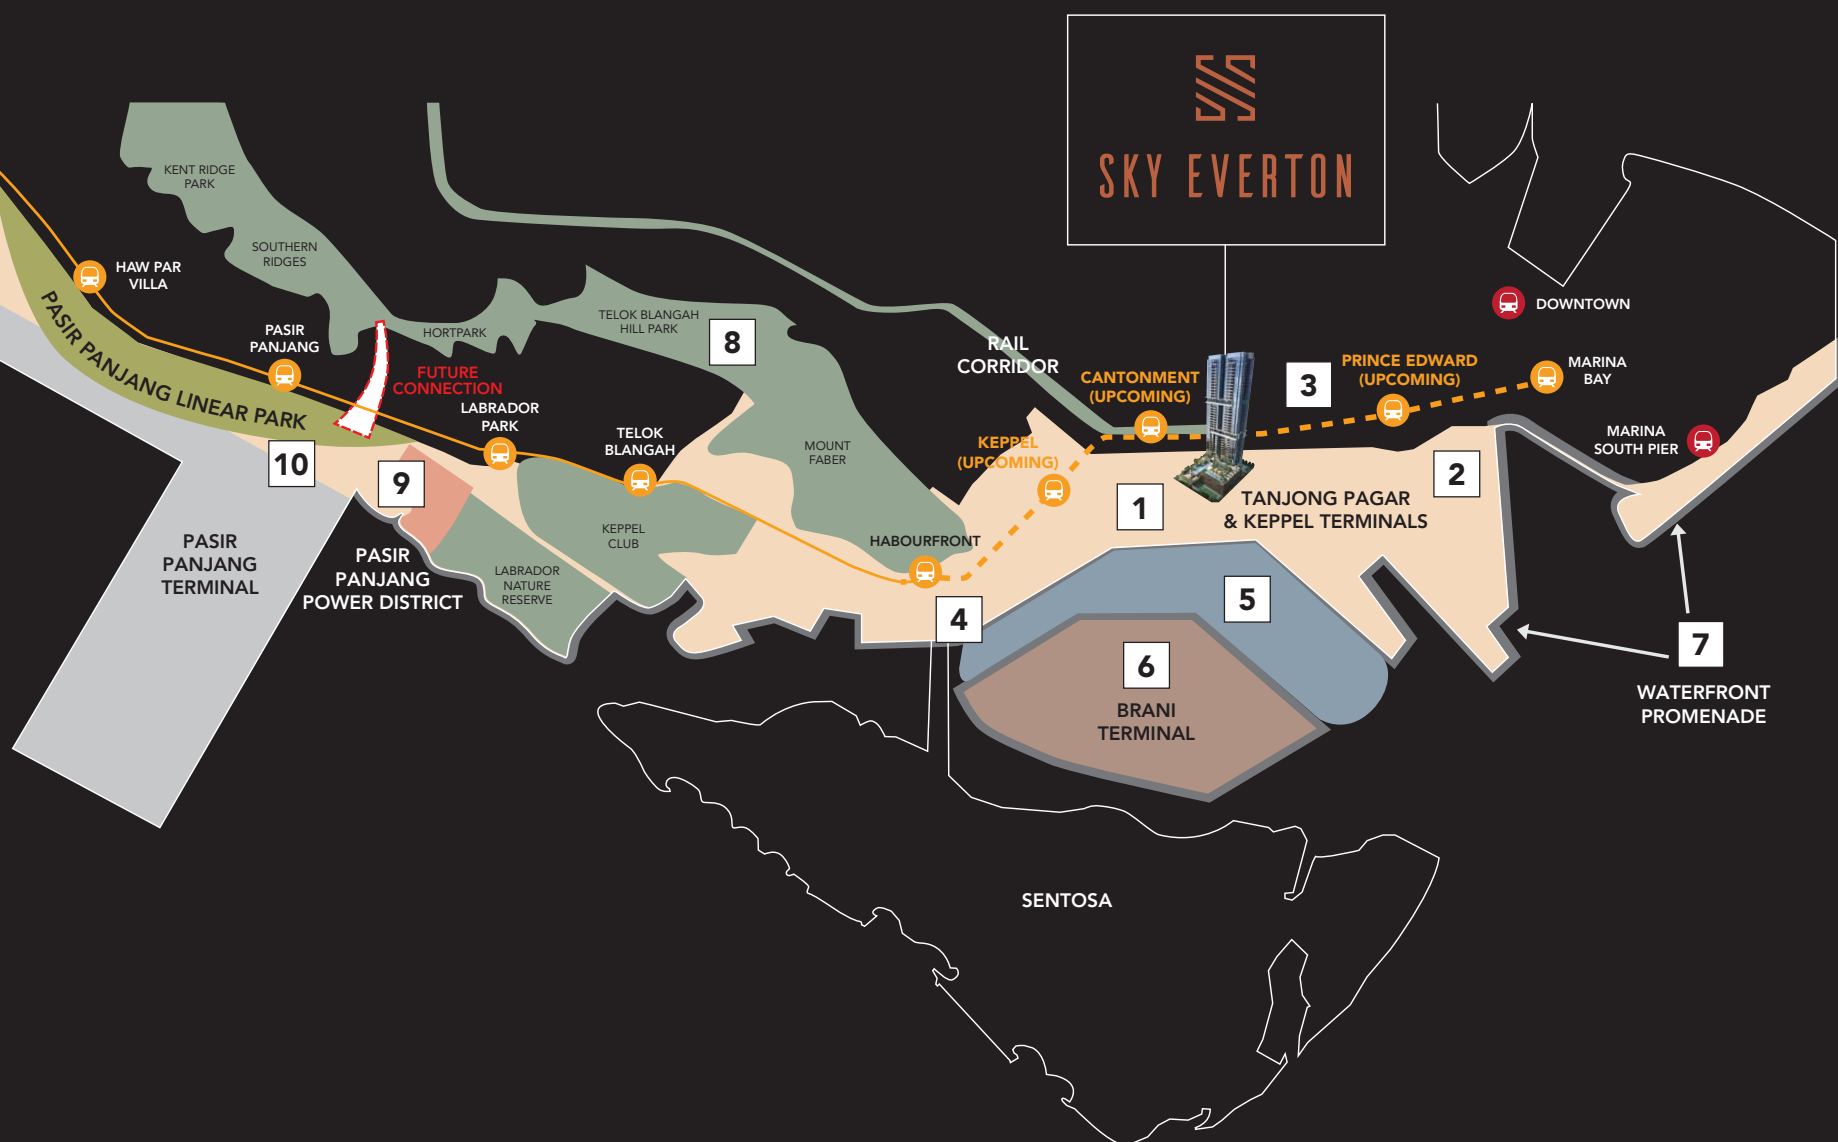 SKY EVERTON
KENT RIDGE
PARK
SOUTHERN
RIDGES
HAW PAR
VILLA
PASIR PANJANG LINEAR PARK
PASIR
PANJANG
FUTURE
CONNECTION
HORTPARK
TELOK BLANGAH
HILL PARK
8
RAIL
CORRIDOR
CANTONMENT
(UPCOMING)
3
PRINCE EDWARD
(UPCOMING)
DOWNTOWN
MARINA
BAY
MARINA
SOUTH PIER
LABRADOR
PARK
TELOK
BLANGAH
MOUNT
FABER
KEPPEL
(UPCOMING)
10
9
1
2
TANJONG PAGAR
& KEPPEL TERMINALS
PASIR
PANJANG
TERMINAL
PASIR
PANJANG
POWER DISTRICT
LABRADOR
NATURE
RESERVE
KEPPEL
CLUB
HABOURFRONT
4
5
6
BRANI
TERMINAL
7
WATERFRONT
PROMENADE
SENTOSA